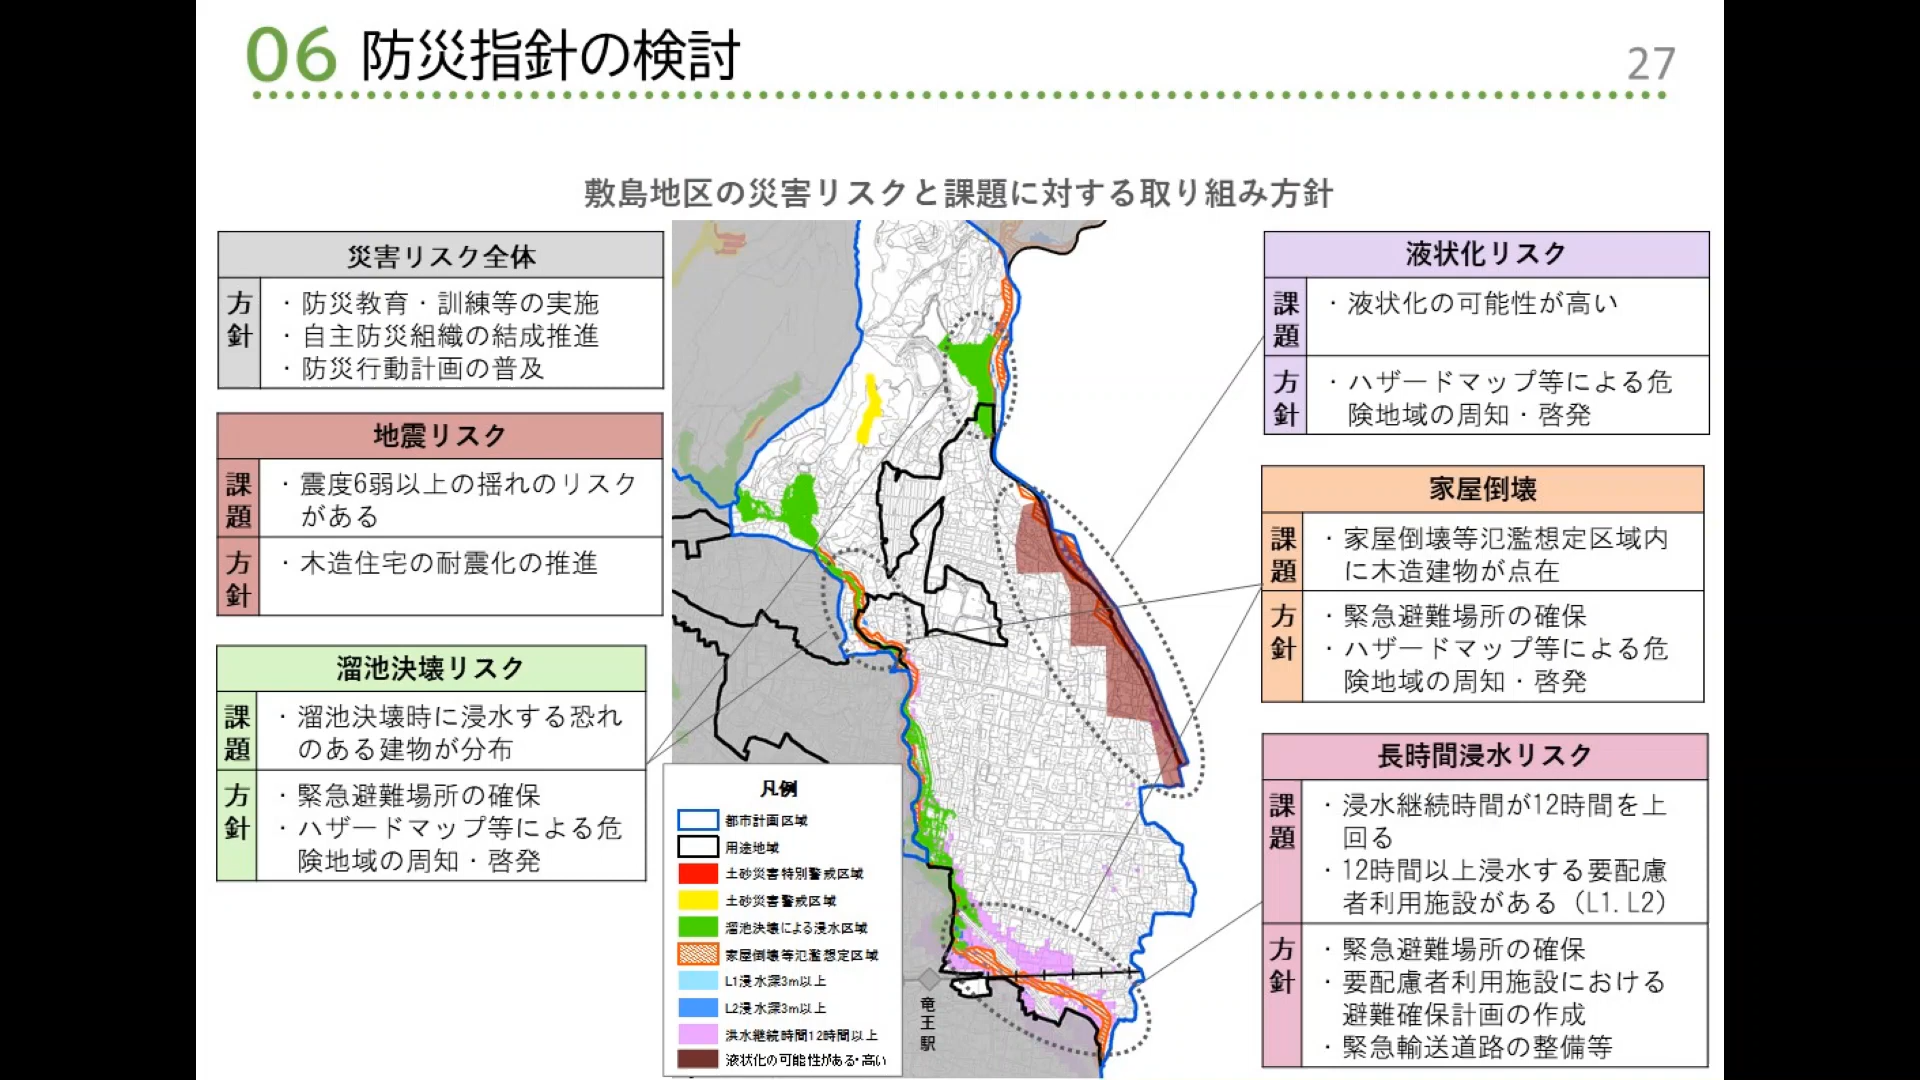 06 防災指針の検討
27
敷島地区の災害リスクと課題に対する取り組み方針
災害リスク全体
方針
・防災教育・訓練等の実施
・自主防災組織の結成推進
・防災行動計画の普及
地震リスク
課題
・震度6弱以上の揺れのリスク
がある
方針
・木造住宅の耐震化の推進
溜池決壊リスク
課題
・溜池決壊時に浸水する恐れ
のある建物が分布
方針
・緊急避難場所の確保
・ハザードマップ等による危
険地域の周知・啓発
凡例
都市計画区域
用途地域
土砂災害特別警戒区域
土砂災害警戒区域
溜池決壊による浸水区域
家屋倒壊等氾濫想定区域
L1浸水深3m以上
L2浸水深3m以上
洪水継続時間12時間以上
液状化の可能性がある・高い
竜王駅
液状化リスク
課題
・液状化の可能性が高い
方針
・ハザードマップ等による危
険地域の周知・啓発
家屋倒壊
課題
・家屋倒壊等氾濫想定区域内
に木造建物が点在
方針
・緊急避難場所の確保
・ハザードマップ等による危
険地域の周知・啓発
長時間浸水リスク
課題
・浸水継続時間が12時間を上
回る
・12時間以上浸水する要配慮
者利用施設がある（L1.L2）
方針
・緊急避難場所の確保
・要配慮者利用施設における
避難確保計画の作成
・緊急輸送道路の整備等